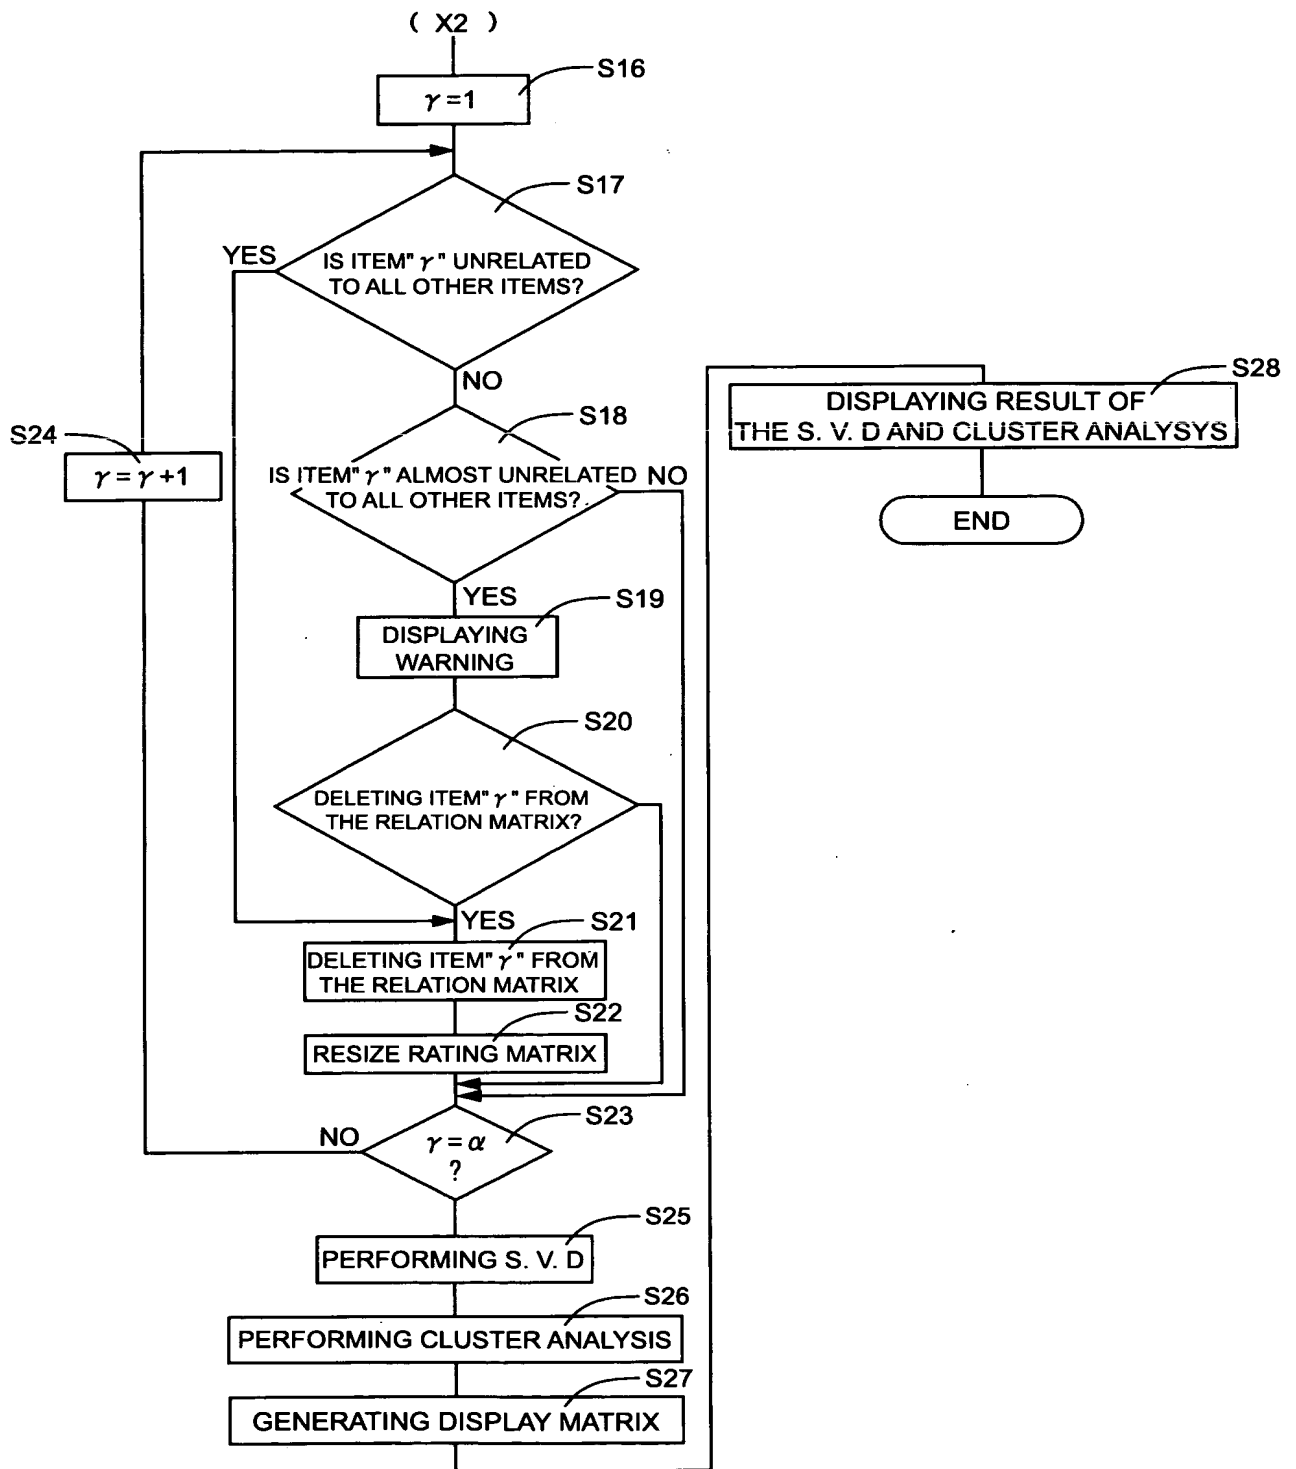 ( X2 )
S16
γ=1
S17
YES
IS ITEM" γ" UNRELATED
TO ALL OTHER ITEMS?
NO
S18
IS ITEM" γ" ALMOST UNRELATED
TO ALL OTHER ITEMS?
NO
S24
γ = γ +1
YES
S19
DISPLAYING
WARNING
S20
DELETING ITEM" γ" FROM
THE RELATION MATRIX?
YES
S21
DELETING ITEM" γ" FROM
THE RELATION MATRIX
S22
RESIZE RATING MATRIX
S23
NO
γ = α
?
S25
PERFORMING S. V. D
S26
PERFORMING CLUSTER ANALYSIS
S27
GENERATING DISPLAY MATRIX
S28
DISPLAYING RESULT OF
THE S. V. D AND CLUSTER ANALYSYS
END